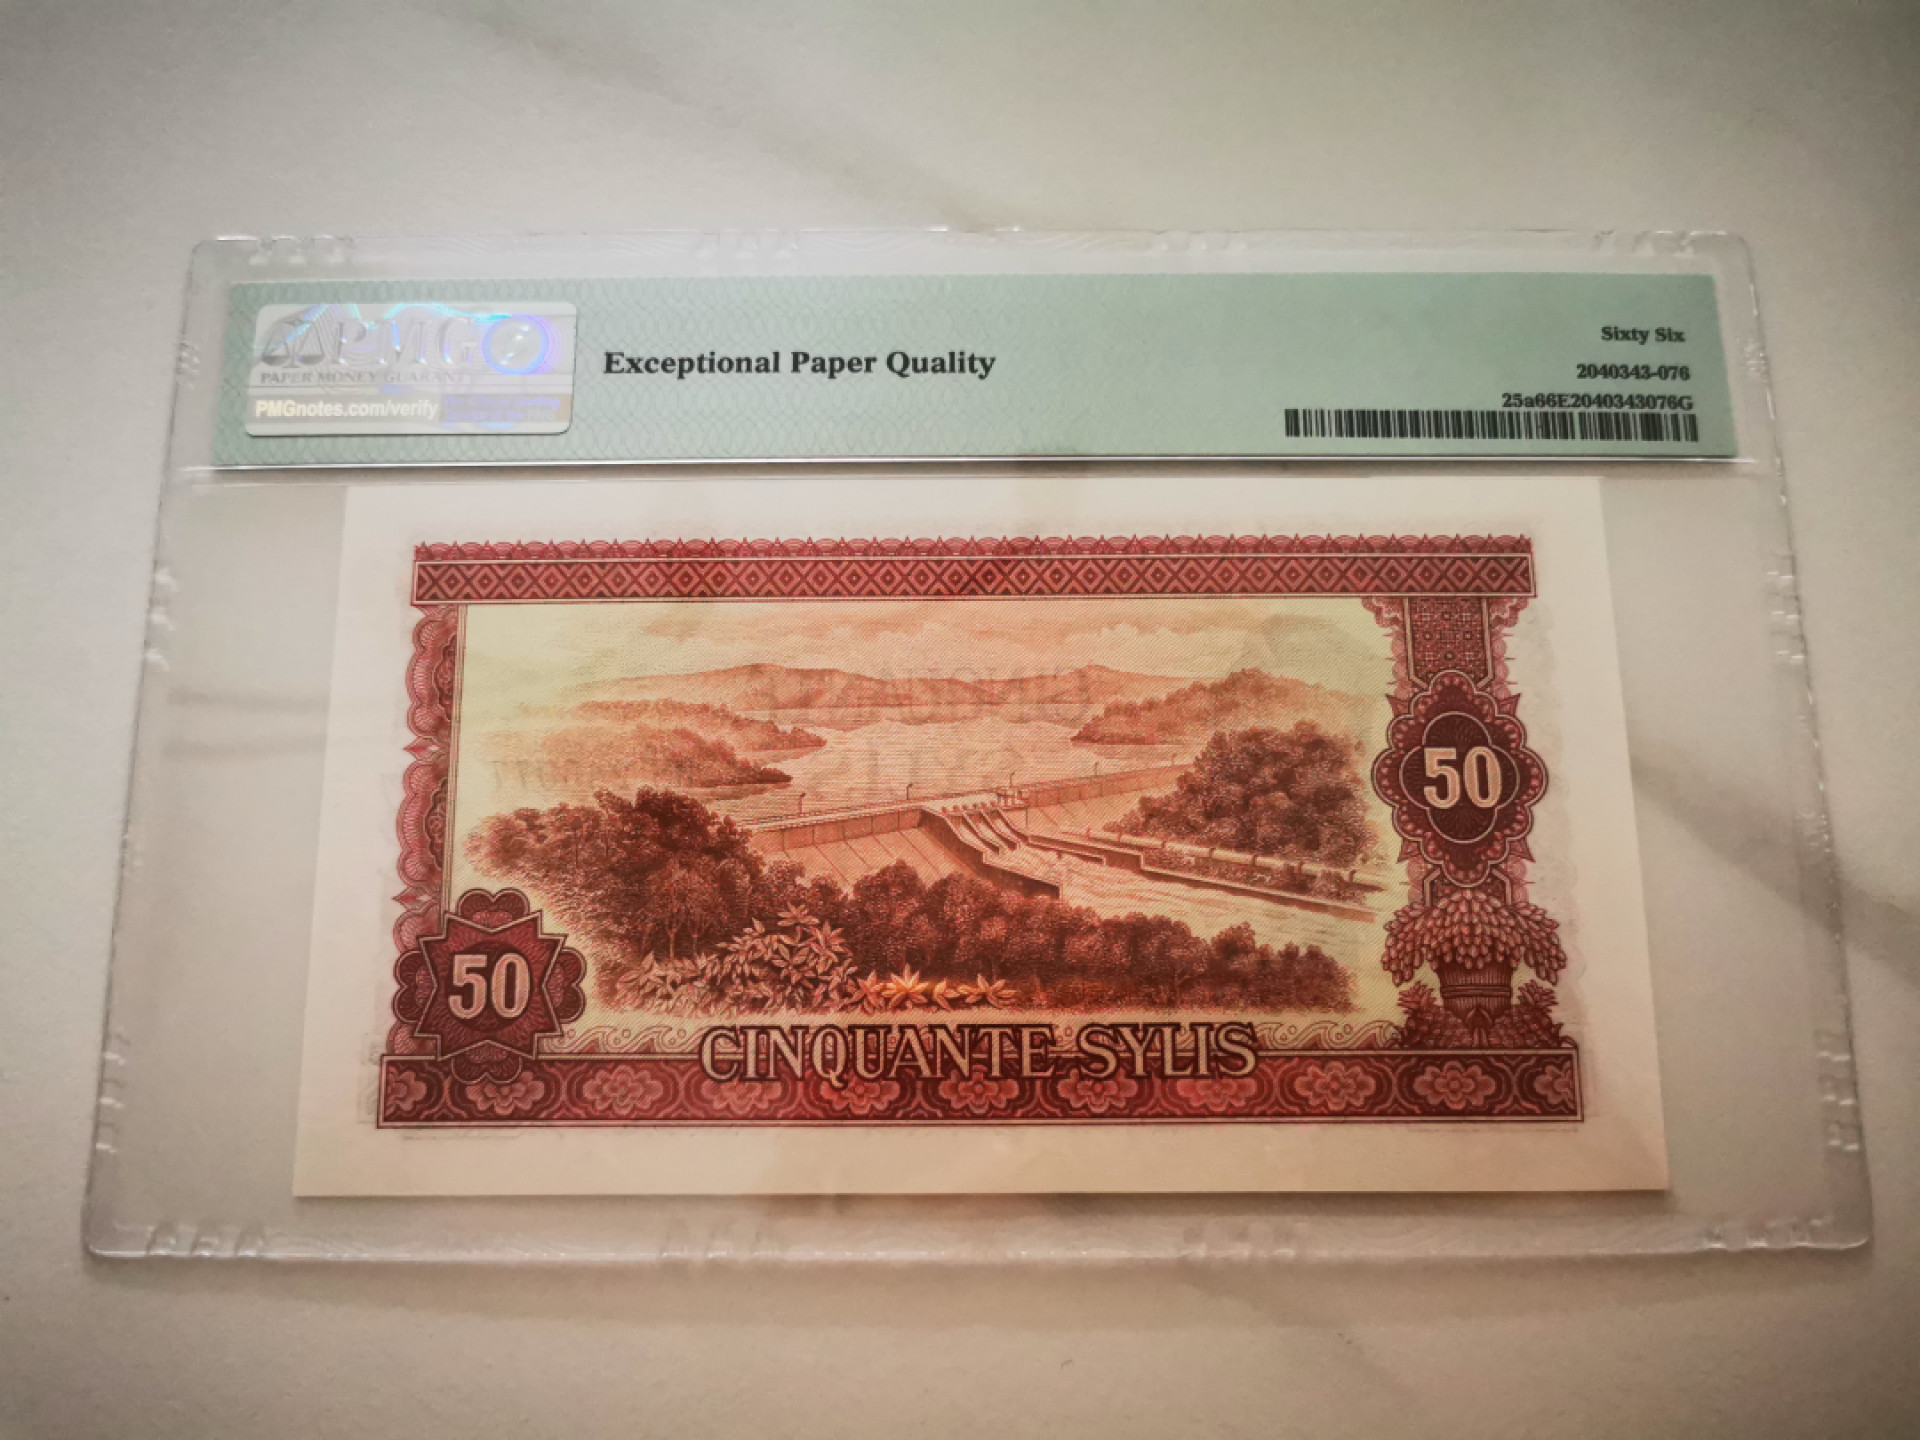 PMG
PAPER MONEY GUARANTY
PMGnotes.com/verify
Exceptional Paper Quality
Sixty Six
2040343-076
25a66E2040343076G
50
50
CINQUANTE SYLIS